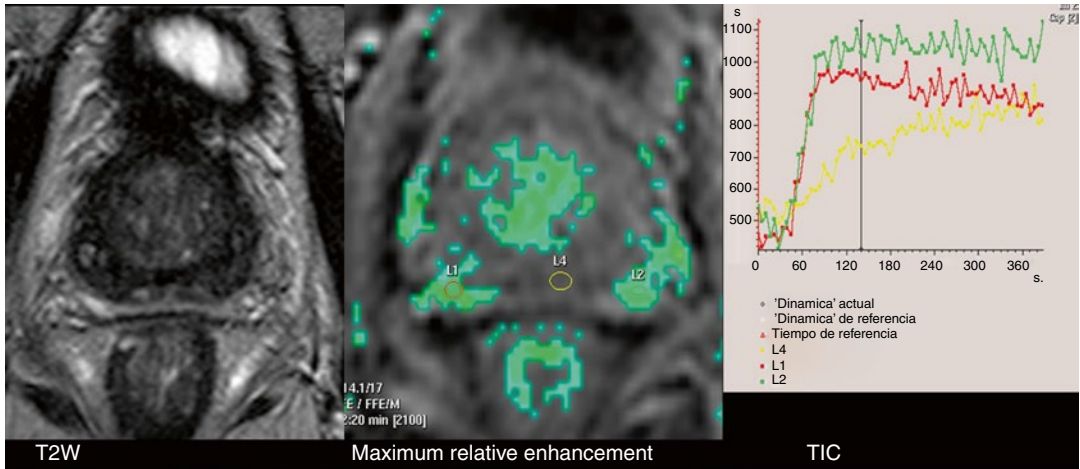 T2W
L1
L4
L2
14.1/17
E / FFE/M
2:20 min [2100]
Maximum relative enhancement
s
1100
1000
900
800
700
600
500
0
60
120
180
240
300
360
s.
'Dinamica' actual
'Dinamica' de referencia
Tiempo de referencia
L4
L1
L2
TIC